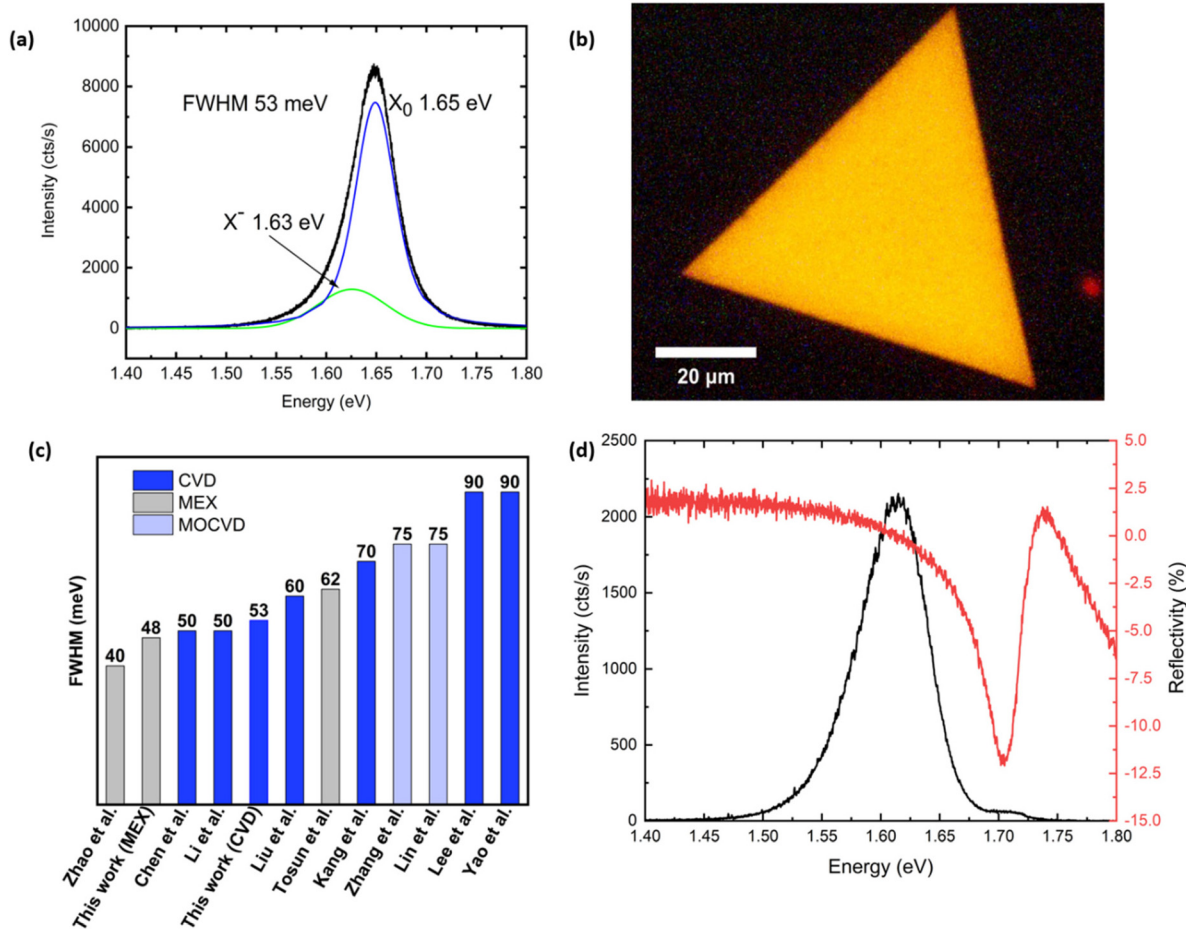 (a)
10000
8000
6000
4000
2000
0
Intensity (cts/s)
FWHM 53 meV
X0 1.65 eV
X- 1.63 eV
1.40 1.45 1.50 1.55 1.60 1.65 1.70 1.75 1.80
Energy (eV)
(b)
20 µm
(c)
CVD
MEX
MOCVD
FWHM (meV)
40 48 50 50 53 60 62 70 75 75 90 90
Zhao et al.
This work (MEX)
Chen et al.
Li et al.
This work (CVD)
Liu et al.
Tosun et al.
Kang et al.
Zhang et al.
Lin et al.
Lee et al.
Yao et al.
(d)
2500
2000
1500
1000
500
0
Intensity (cts/s)
5.0
2.5
0.0
-2.5
-5.0
-7.5
-10.0
-12.5
-15.0
Reflectivity (%)
1.40 1.45 1.50 1.55 1.60 1.65 1.70 1.75 1.80
Energy (eV)